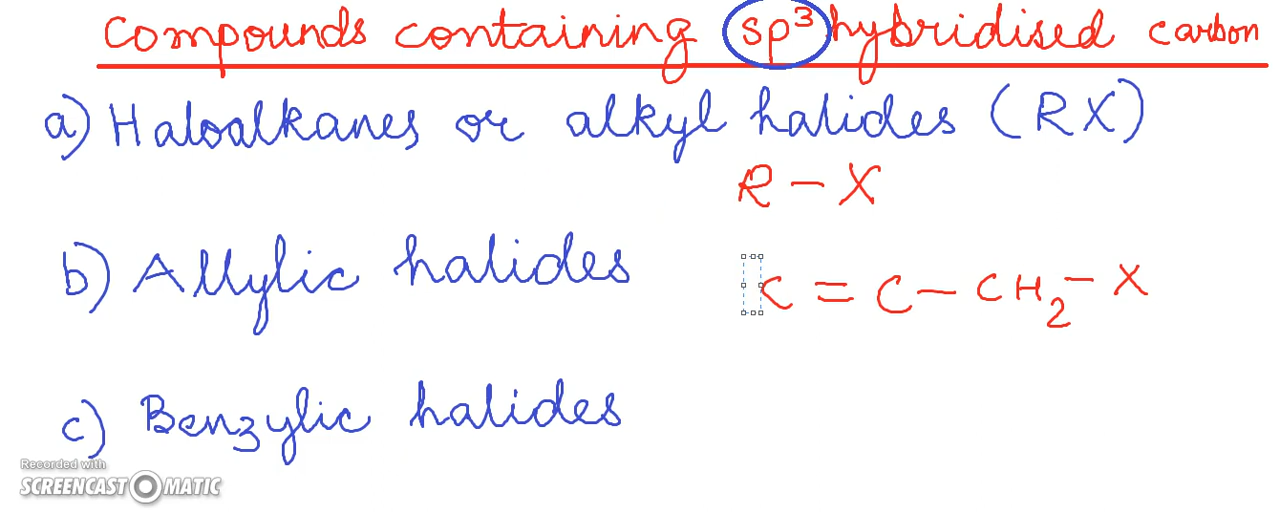 Compounds containing sp³ hybridised carbon
a) Haloalkanes or alkyl halides (RX)
R - X
b) Allylic halides
C = C - CH₂ - X
c) Benzylic halides
Recorded with
SCREENCAST MATIC